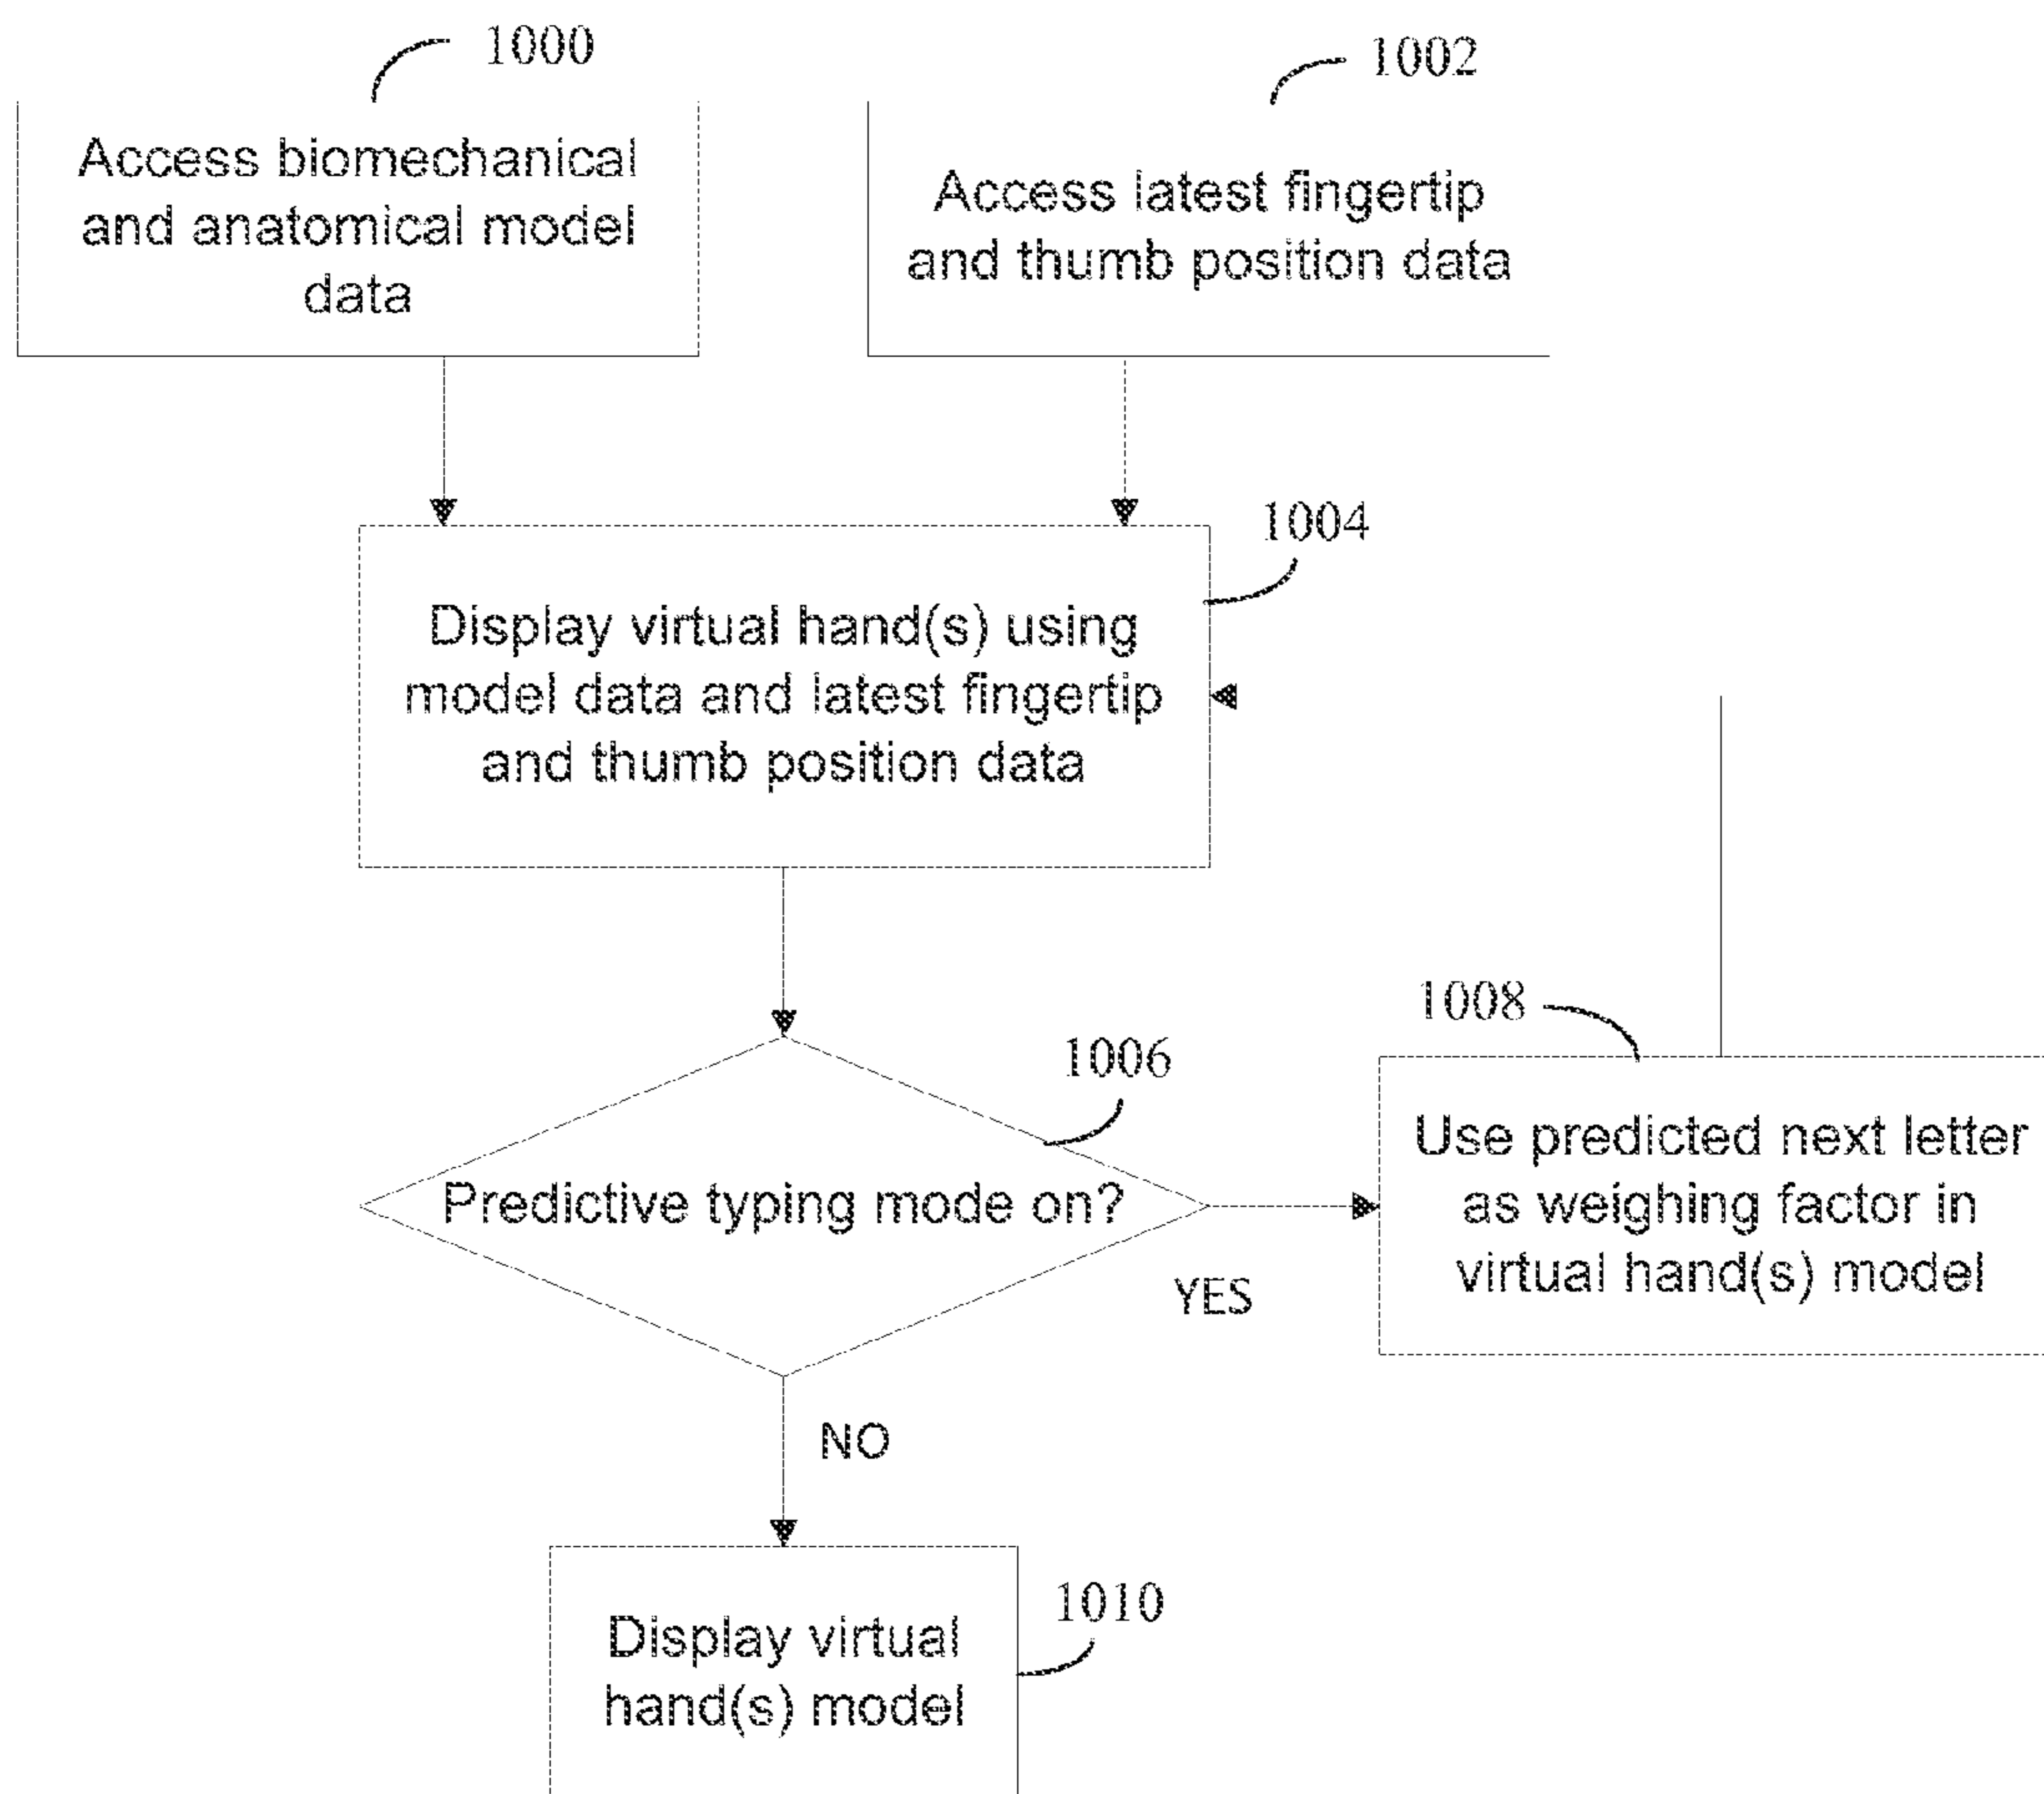 1000
Access biomechanical
and anatomical model
data
1002
Access latest fingertip
and thumb position data
1004
Display virtual hand(s) using
model data and latest fingertip
and thumb position data
1006
Predictive typing mode on?
YES
1008
Use predicted next letter
as weighing factor in
virtual hand(s) model
NO
1010
Display virtual
hand(s) model